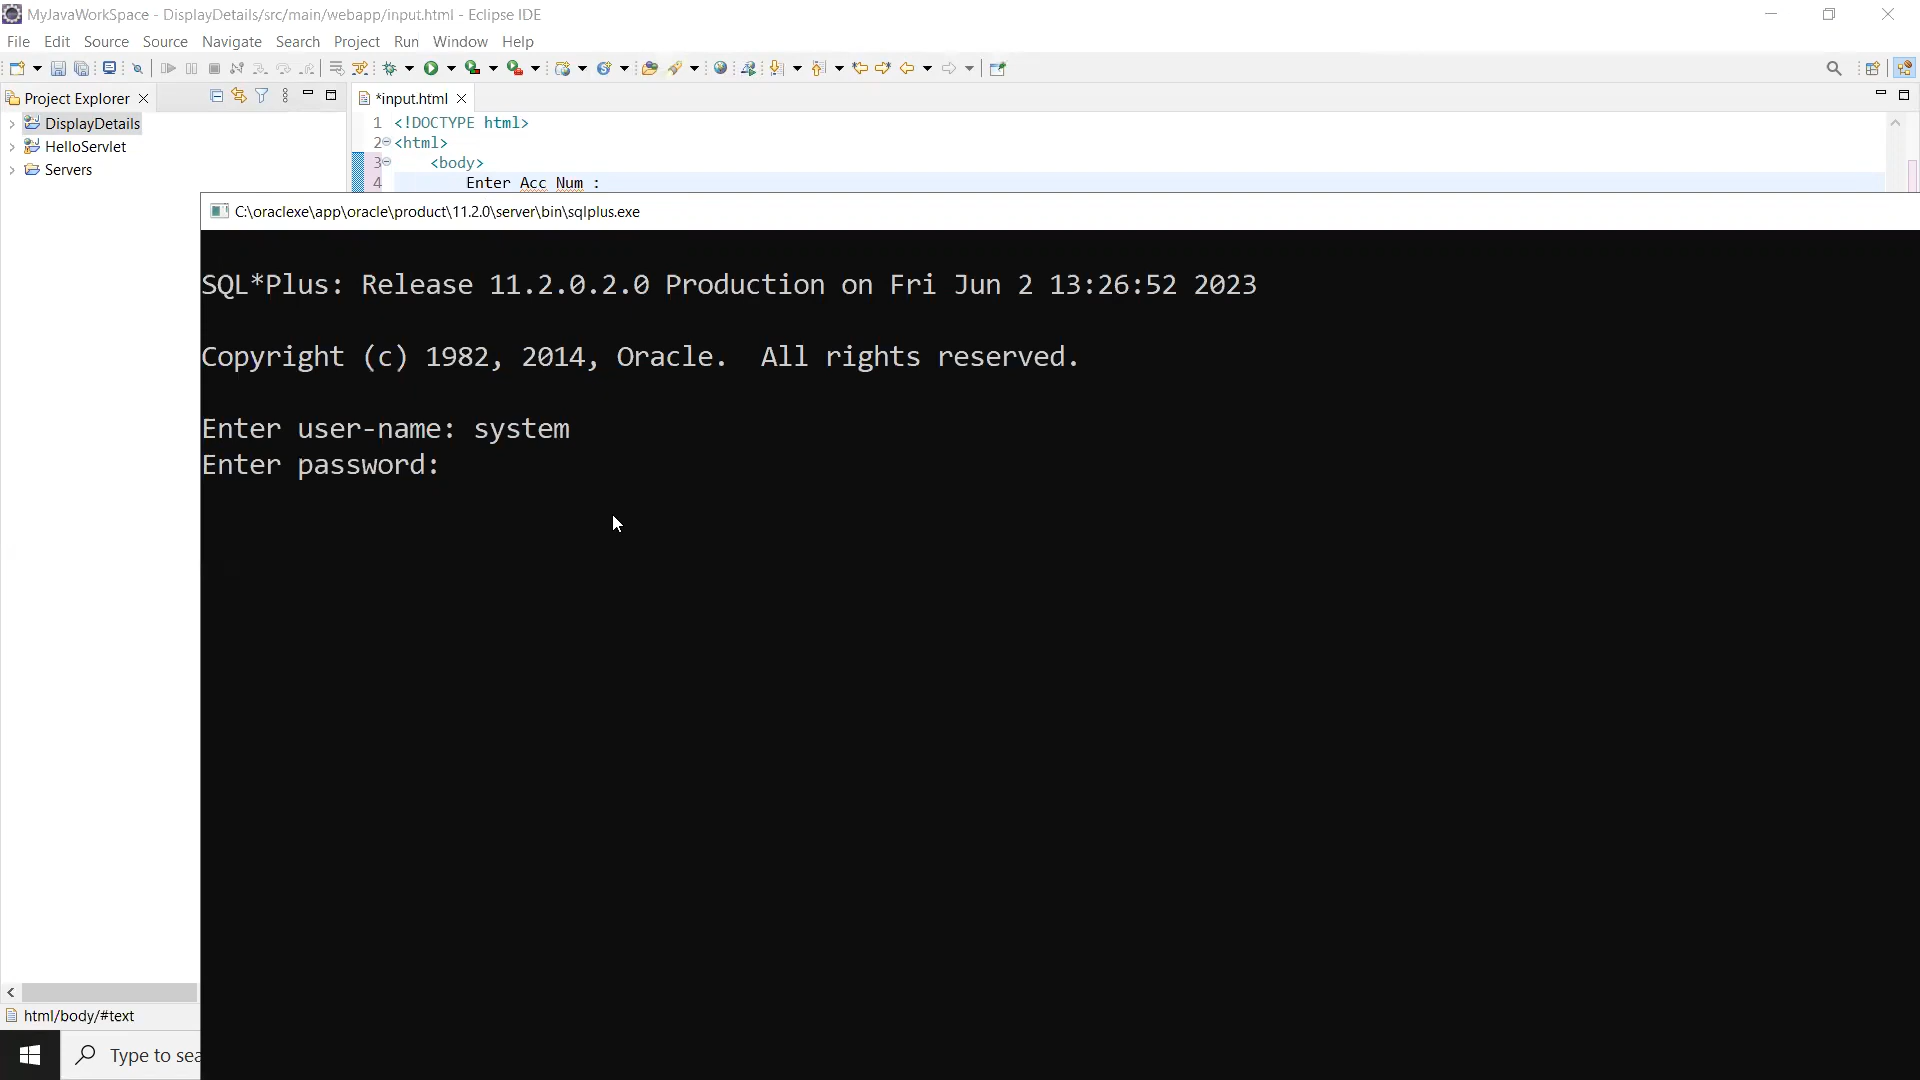 MyJavaWorkSpace - DisplayDetails/src/main/webapp/input.html - Eclipse IDE
File Edit Source Source Navigate Search Project Run Window Help
Project Explorer
*input.html
DisplayDetails
HelloServlet
Servers
1 <!DOCTYPE html>
2 <html>
3 <body>
4 Enter Acc Num :
C:\oraclexe\app\oracle\product\11.2.0\server\bin\sqlplus.exe
SQL*Plus: Release 11.2.0.2.0 Production on Fri Jun 2 13:26:52 2023
Copyright (c) 1982, 2014, Oracle.  All rights reserved.
Enter user-name: system
Enter password:
html/body/#text
Type to sea